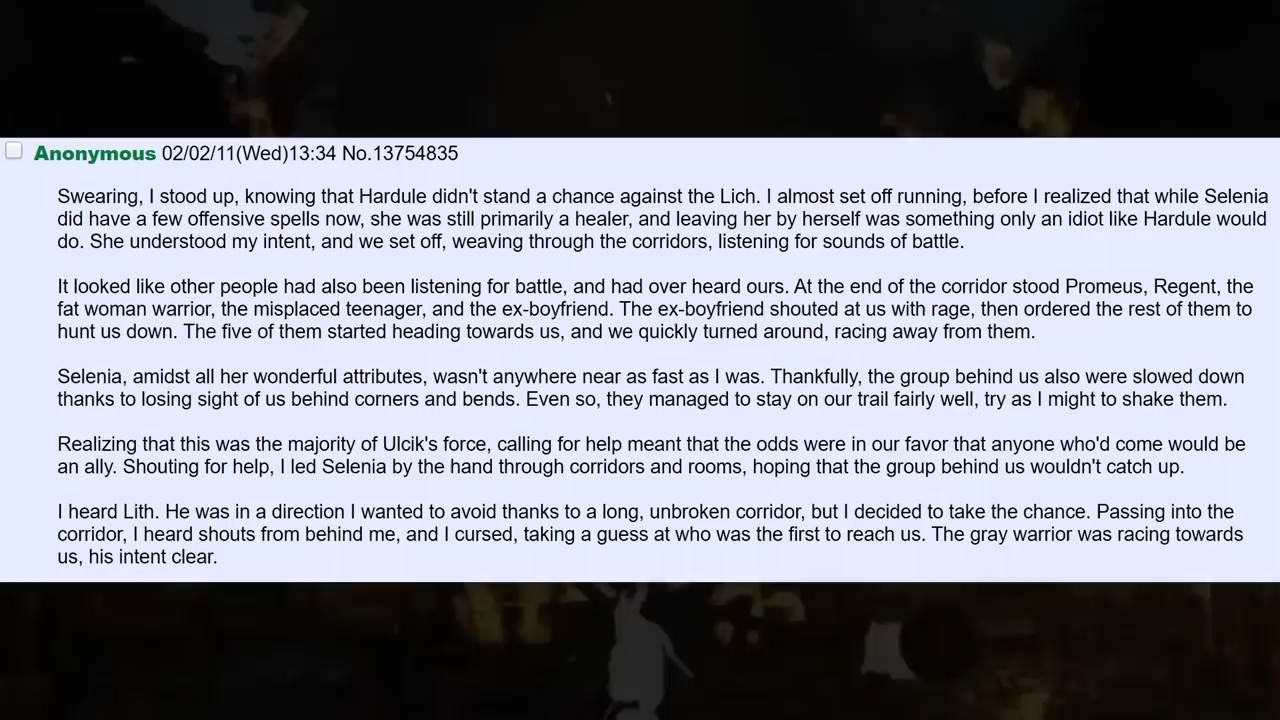 Anonymous 02/02/11(Wed)13:34 No.13754835
Swearing, I stood up, knowing that Hardule didn't stand a chance against the Lich. I almost set off running, before I realized that while Selenia
did have a few offensive spells now, she was still primarily a healer, and leaving her by herself was something only an idiot like Hardule would
do. She understood my intent, and we set off, weaving through the corridors, listening for sounds of battle.
It looked like other people had also been listening for battle, and had over heard ours. At the end of the corridor stood Promeus, Regent, the
fat woman warrior, the misplaced teenager, and the ex-boyfriend. The ex-boyfriend shouted at us with rage, then ordered the rest of them to
hunt us down. The five of them started heading towards us, and we quickly turned around, racing away from them.
Selenia, amidst all her wonderful attributes, wasn't anywhere near as fast as I was. Thankfully, the group behind us also were slowed down
thanks to losing sight of us behind corners and bends. Even so, they managed to stay on our trail fairly well, try as I might to shake them.
Realizing that this was the majority of Ulcik's force, calling for help meant that the odds were in our favor that anyone who'd come would be
an ally. Shouting for help, I led Selenia by the hand through corridors and rooms, hoping that the group behind us wouldn't catch up.
I heard Lith. He was in a direction I wanted to avoid thanks to a long, unbroken corridor, but I decided to take the chance. Passing into the
corridor, I heard shouts from behind me, and I cursed, taking a guess at who was the first to reach us. The gray warrior was racing towards
us, his intent clear.